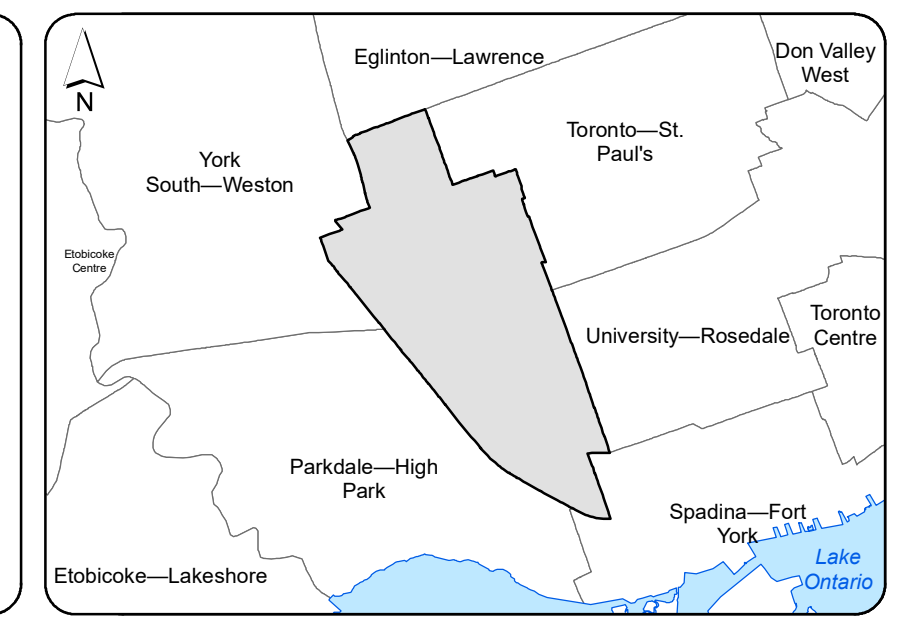 Eglinton—Lawrence
Don Valley
West
N
Toronto—St.
Paul's
York
South—Weston
Etobicoke
Centre
Toronto
Centre
University—Rosedale
Parkdale—High
Park
Spadina—Fort
York
Lake
Ontario
Etobicoke—Lakeshore